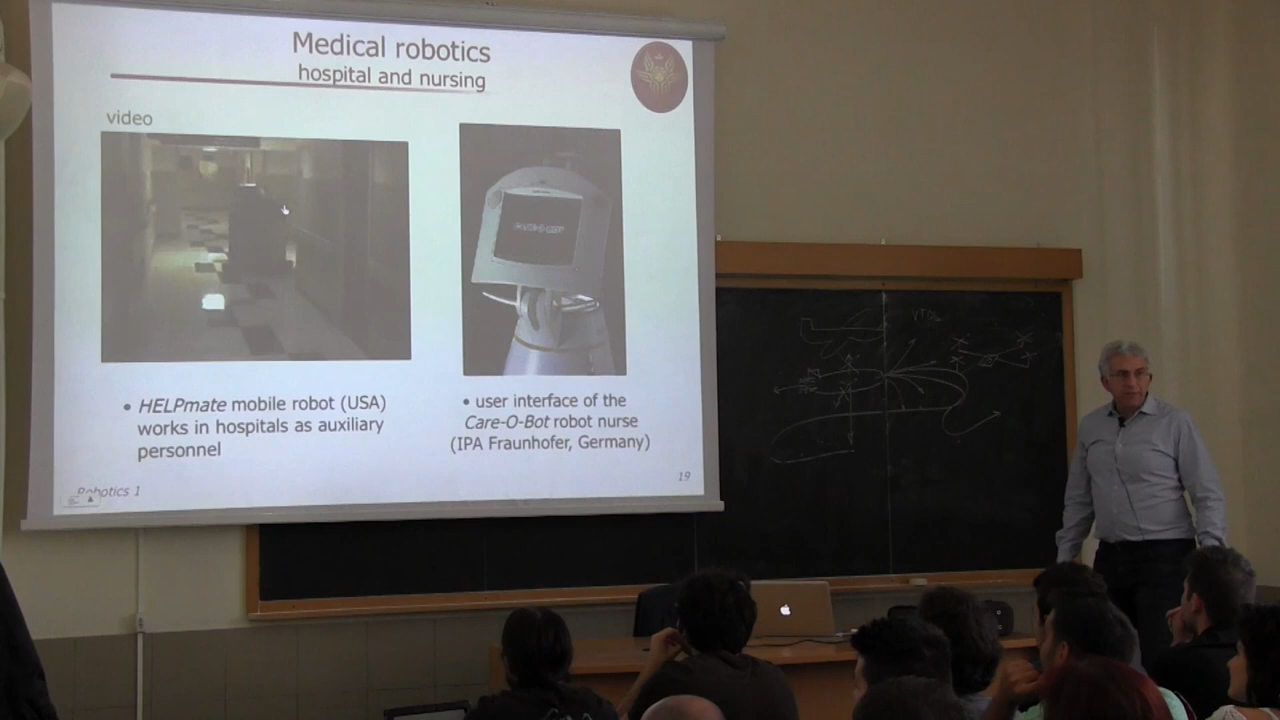 Medical robotics
hospital and nursing
video
• HELPmate mobile robot (USA)
works in hospitals as auxiliary
personnel
• user interface of the
Care-O-Bot robot nurse
(IPA Fraunhofer, Germany)
Robotics 1
19